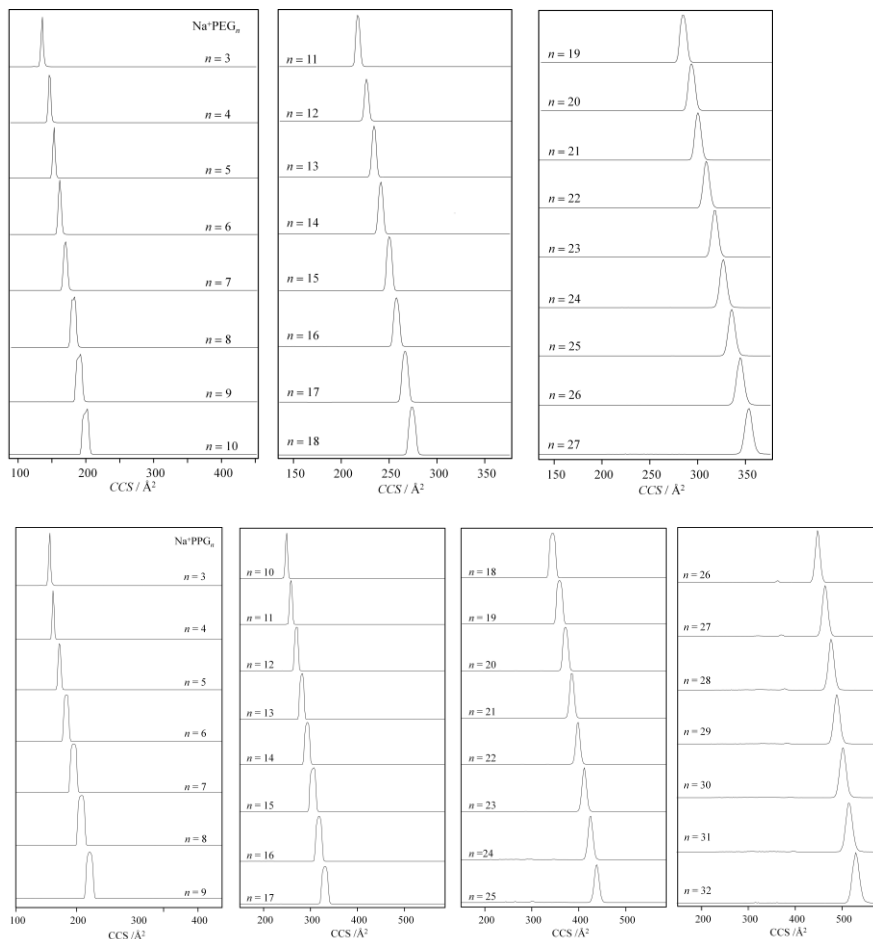 Na⁺PEGₙ
n = 3
n = 4
n = 5
n = 6
n = 7
n = 8
n = 9
n = 10
100 200 300 400
CCS / Å²
n = 11
n = 12
n = 13
n = 14
n = 15
n = 16
n = 17
n = 18
150 200 250 300 350
CCS / Å²
n = 19
n = 20
n = 21
n = 22
n = 23
n = 24
n = 25
n = 26
n = 27
150 200 250 300 350
CCS / Å²
Na⁺PPGₙ
n = 3
n = 4
n = 5
n = 6
n = 7
n = 8
n = 9
100 200 300 400
CCS / Å²
n = 10
n = 11
n = 12
n = 13
n = 14
n = 15
n = 16
n = 17
200 300 400 500
CCS / Å²
n = 18
n = 19
n = 20
n = 21
n = 22
n = 23
n =24
n = 25
200 300 400 500
CCS / Å²
n = 26
n = 27
n = 28
n = 29
n = 30
n = 31
n = 32
200 300 400 500
CCS / Å²